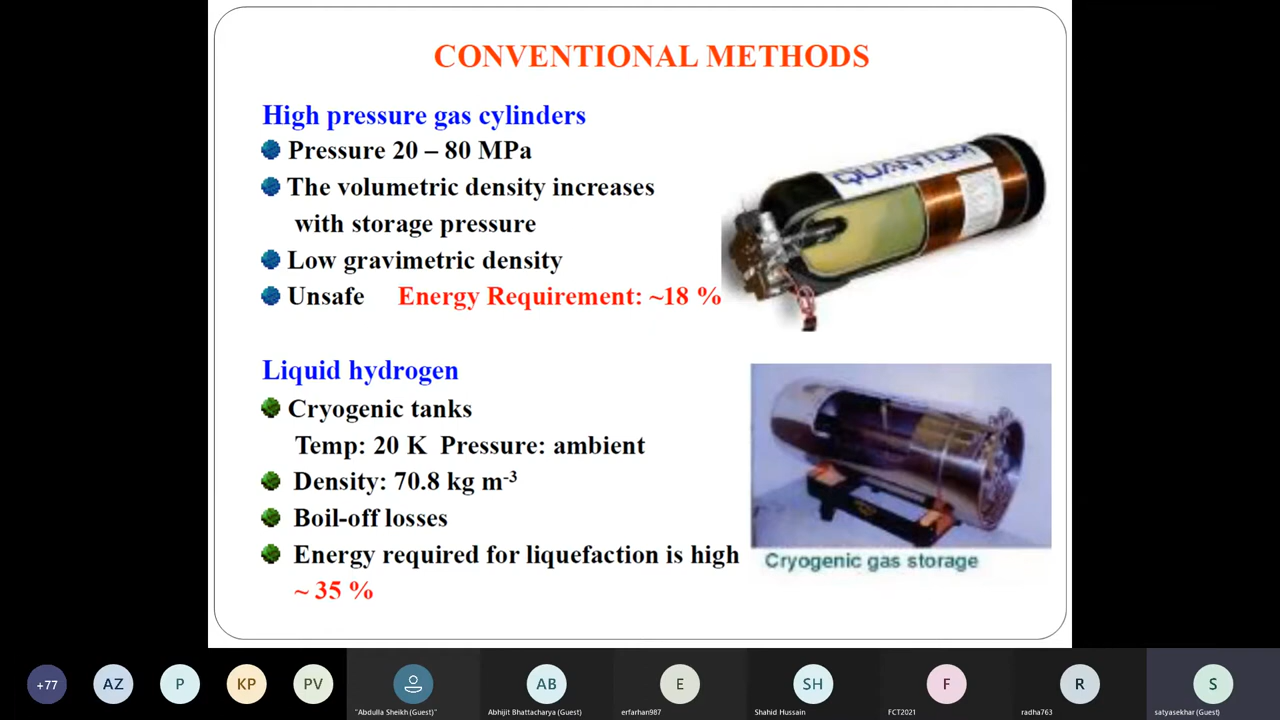 CONVENTIONAL METHODS
High pressure gas cylinders
Pressure 20 – 80 MPa
The volumetric density increases
with storage pressure
Low gravimetric density
Unsafe Energy Requirement: ~18 %
QUANTUM
Liquid hydrogen
Cryogenic tanks
Temp: 20 K Pressure: ambient
Density: 70.8 kg m-3
Boil-off losses
Energy required for liquefaction is high
~ 35 %
Cryogenic gas storage
+77 AZ P KP PV AB E SH F R S
"Abdulla Sheikh (Guest)" Abhijit Bhattacharya (Guest) erfarhan987 Shahid Hussain FCT2021 radha763 satyasekhar (Guest)